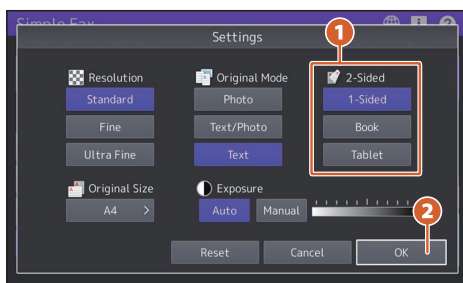 Simple Fax
Settings
1
Resolution
Original Mode
2-Sided
Standard
Photo
1-Sided
Fine
Text/Photo
Book
Ultra Fine
Text
Tablet
Original Size
Exposure
A4 >
Auto
Manual
2
Reset
Cancel
OK